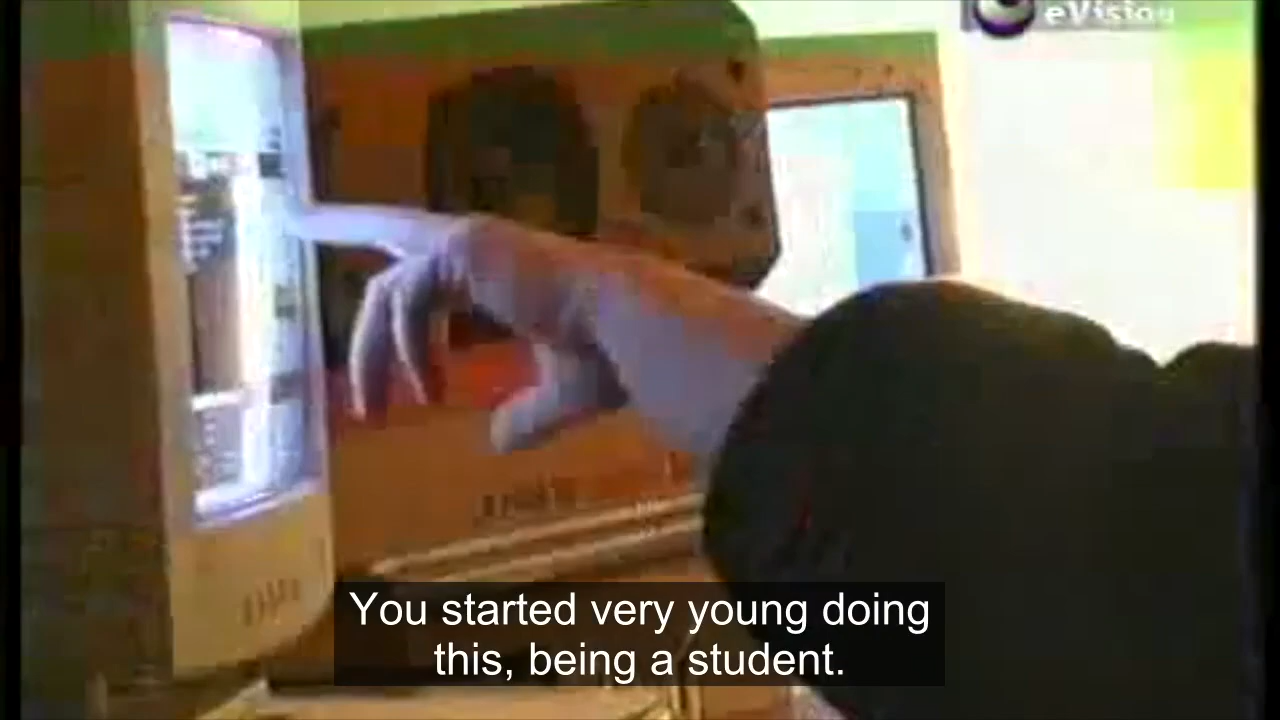 eVision
You started very young doing
this, being a student.